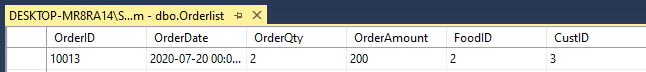 DESKTOP-MR8RA14\S...m - dbo.Orderlist
OrderID OrderDate OrderQty OrderAmount FoodID CustID
10013 2020-07-20 00:0... 2 200 2 3